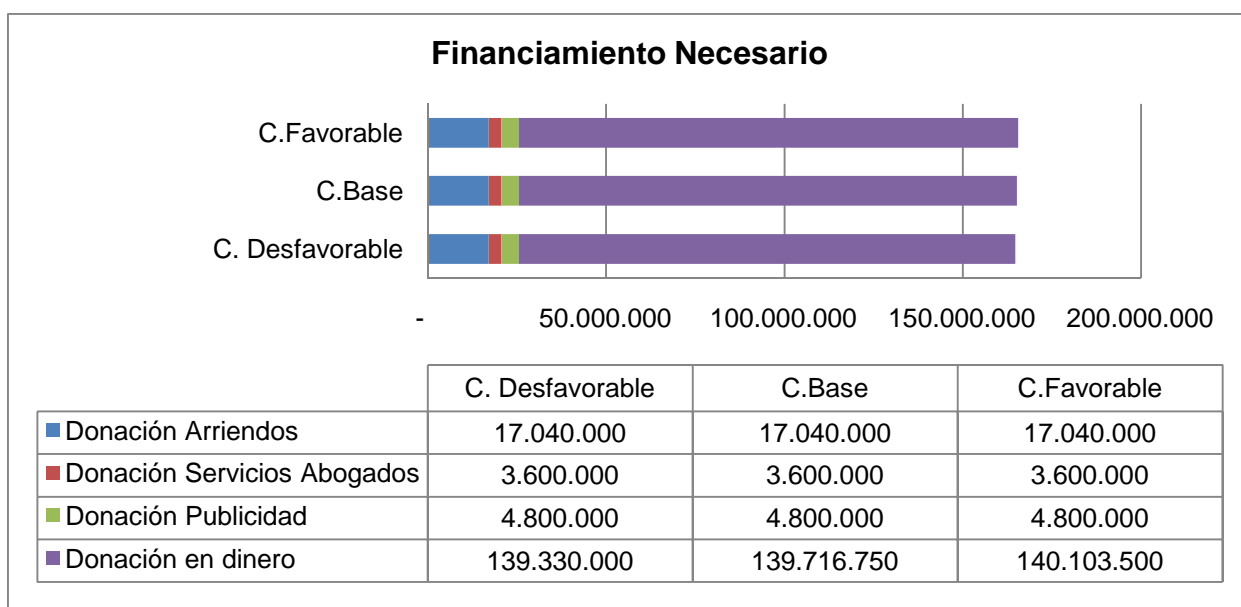 Financiamiento Necesario
C.Favorable
C.Base
C. Desfavorable
- 50.000.000 100.000.000 150.000.000 200.000.000
C. Desfavorable C.Base C.Favorable
Donación Arriendos 17.040.000 17.040.000 17.040.000
Donación Servicios Abogados 3.600.000 3.600.000 3.600.000
Donación Publicidad 4.800.000 4.800.000 4.800.000
Donación en dinero 139.330.000 139.716.750 140.103.500